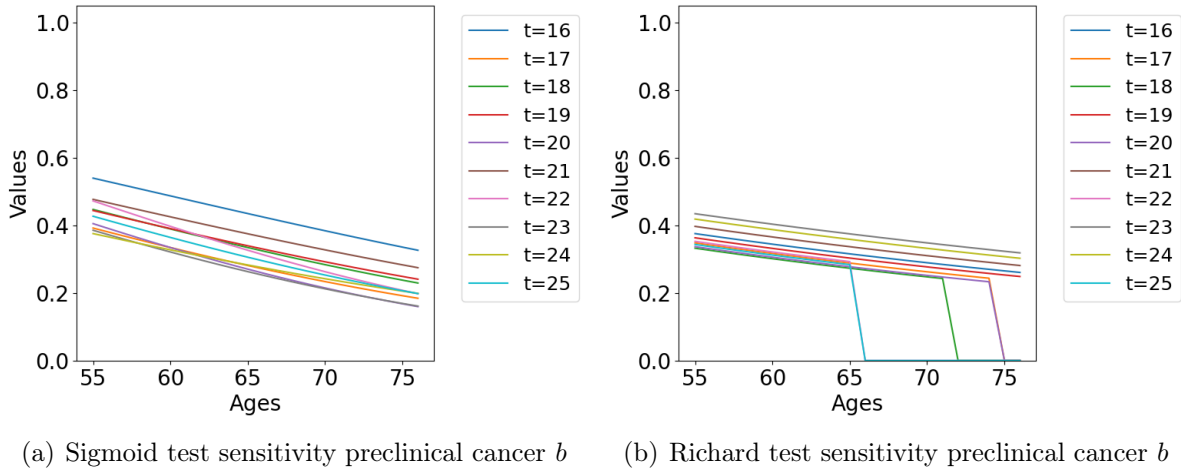 1.0
0.8
0.6
0.4
0.2
0.0
Values
55 60 65 70 75
Ages
t=16
t=17
t=18
t=19
t=20
t=21
t=22
t=23
t=24
t=25
(a) Sigmoid test sensitivity preclinical cancer b
1.0
0.8
0.6
0.4
0.2
0.0
Values
55 60 65 70 75
Ages
t=16
t=17
t=18
t=19
t=20
t=21
t=22
t=23
t=24
t=25
(b) Richard test sensitivity preclinical cancer b